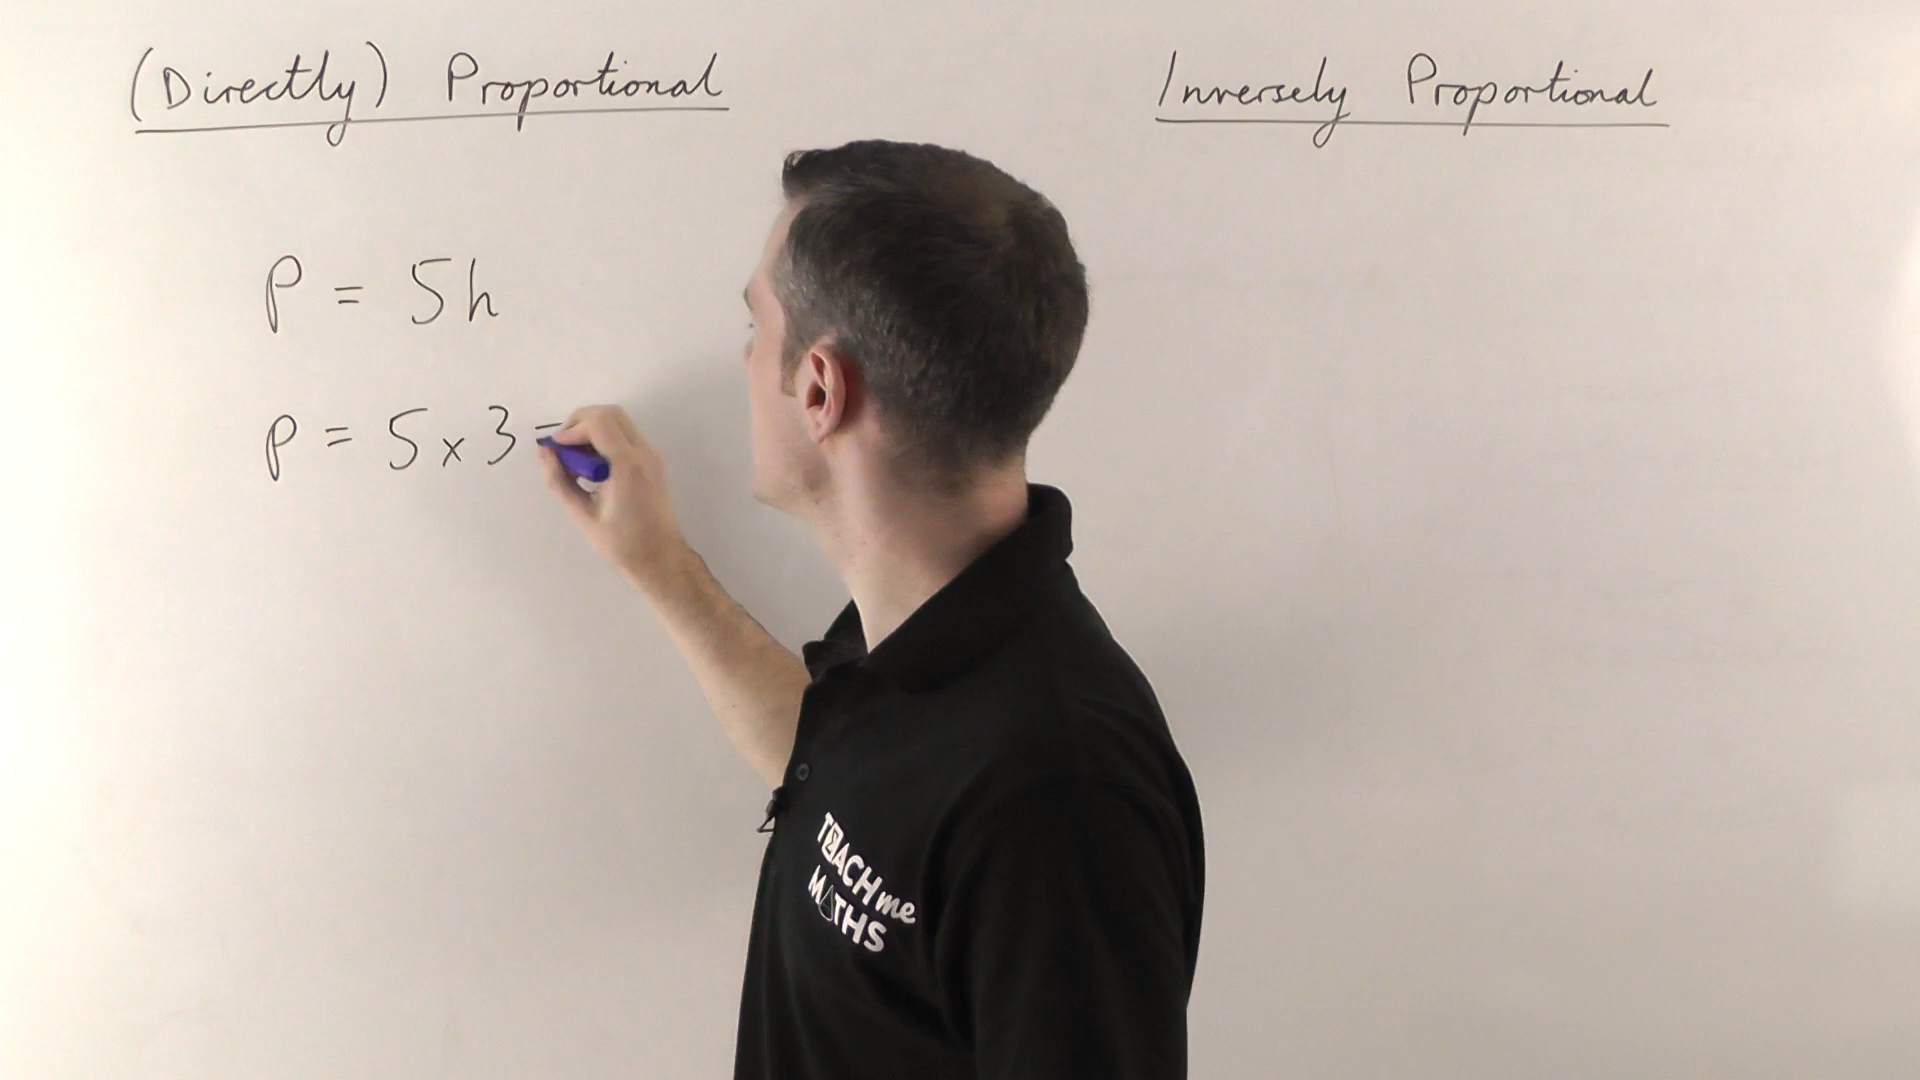 (Directly) Proportional
Inversely Proportional
P = 5h
P = 5 x 3 =
TEACH me
MATHS